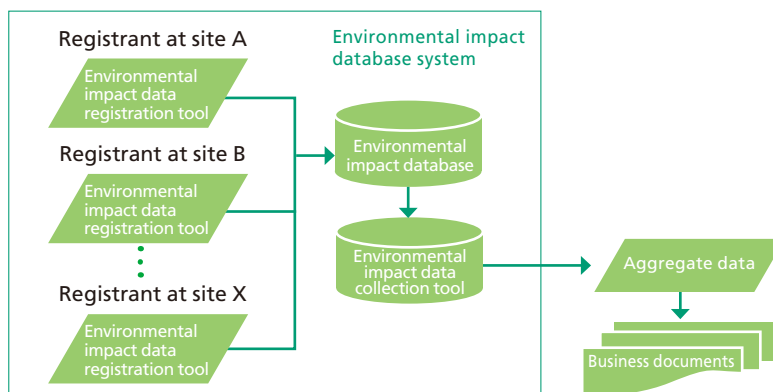 Registrant at site A
Environmental
impact data
registration tool
Registrant at site B
Environmental
impact data
registration tool
Registrant at site X
Environmental
impact data
registration tool
Environmental impact
database system
Environmental
impact database
Environmental
impact data
collection tool
Aggregate data
Business documents